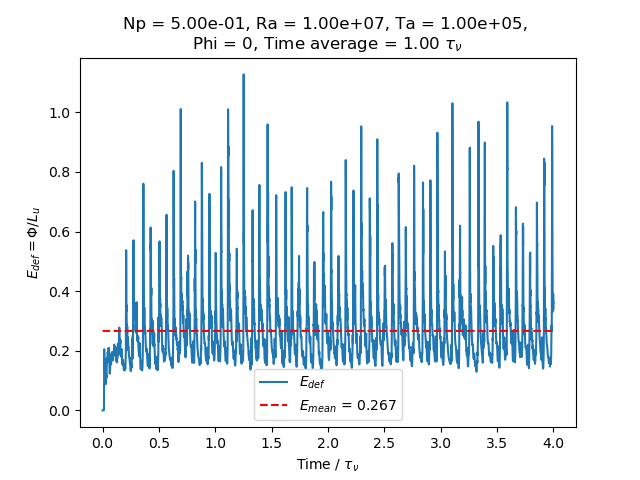 Np = 5.00e-01, Ra = 1.00e+07, Ta = 1.00e+05,
Phi = 0, Time average = 1.00 τ_ν
E_def = Φ/L_u
1.0
0.8
0.6
0.4
0.2
0.0
E_def
E_mean = 0.267
0.0 0.5 1.0 1.5 2.0 2.5 3.0 3.5 4.0
Time / τ_ν